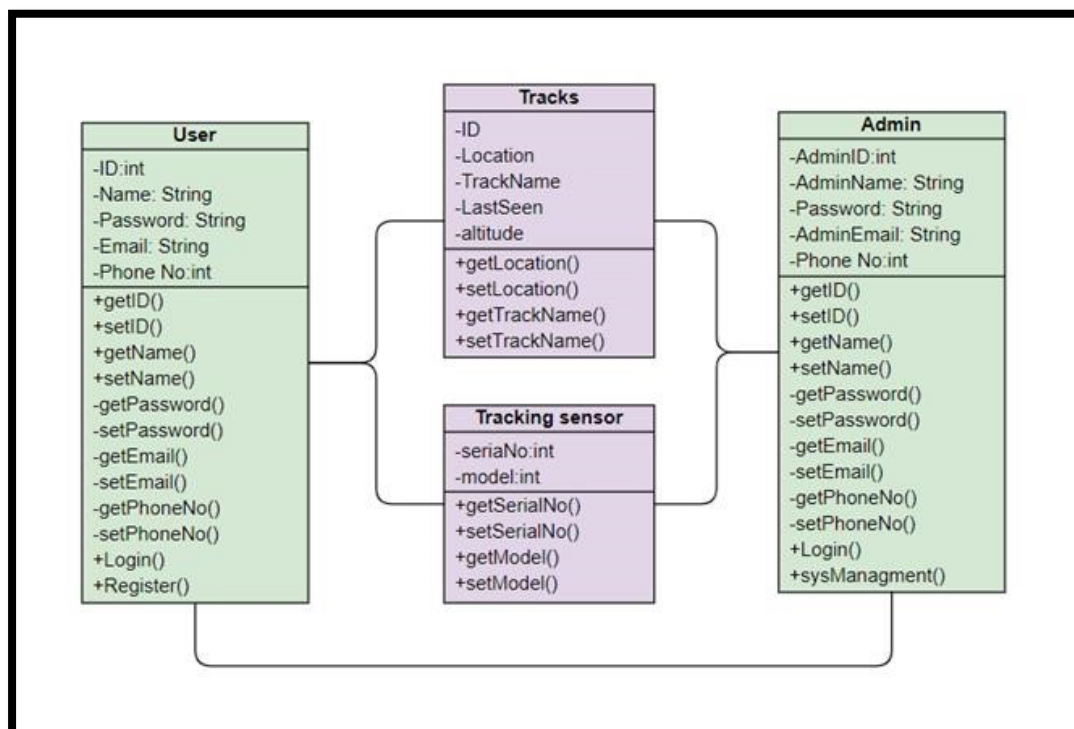 User
-ID:int
-Name: String
-Password: String
-Email: String
-Phone No:int
+getID()
+setID()
+getName()
+setName()
-getPassword()
-setPassword()
-getEmail()
-setEmail()
-getPhoneNo()
-setPhoneNo()
+Login()
+Register()
Tracks
-ID
-Location
-TrackName
-LastSeen
-altitude
+getLocation()
+setLocation()
+getTrackName()
+setTrackName()
Tracking sensor
-seriaNo:int
-model:int
+getSerialNo()
+setSerialNo()
+getModel()
+setModel()
Admin
-AdminID:int
-AdminName: String
-Password: String
-AdminEmail: String
-Phone No:int
+getID()
+setID()
+getName()
+setName()
-getPassword()
-setPassword()
-getEmail()
-setEmail()
-getPhoneNo()
-setPhoneNo()
+Login()
+sysManagment()